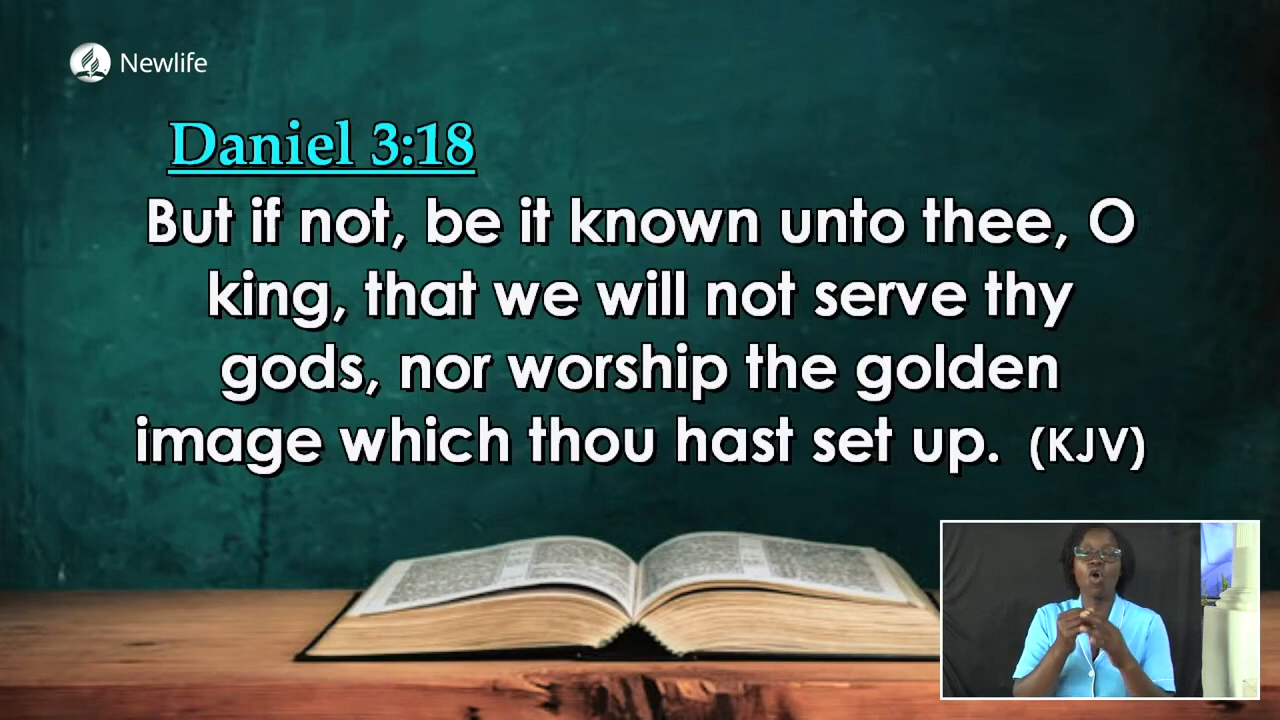 Newlife
Daniel 3:18
But if not, be it known unto thee, O
king, that we will not serve thy
gods, nor worship the golden
image which thou hast set up. (KJV)